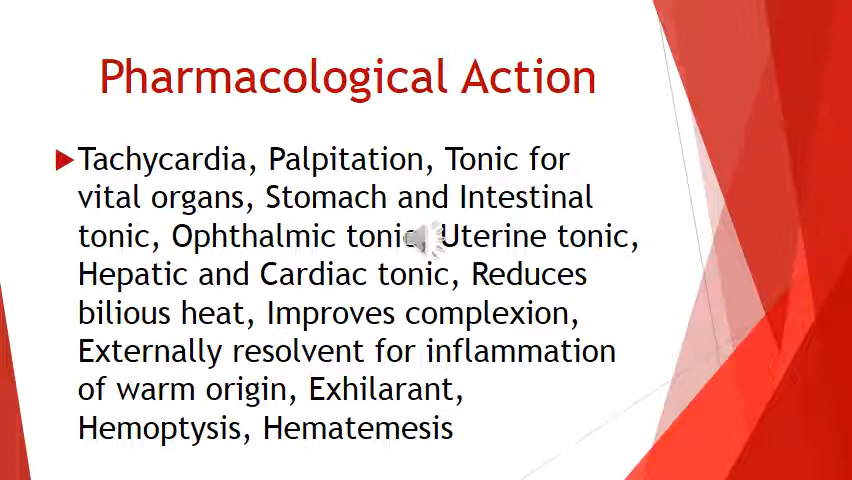 Pharmacological Action
Tachycardia, Palpitation, Tonic for
vital organs, Stomach and Intestinal
tonic, Ophthalmic tonic, Uterine tonic,
Hepatic and Cardiac tonic, Reduces
bilious heat, Improves complexion,
Externally resolvent for inflammation
of warm origin, Exhilarant,
Hemoptysis, Hematemesis